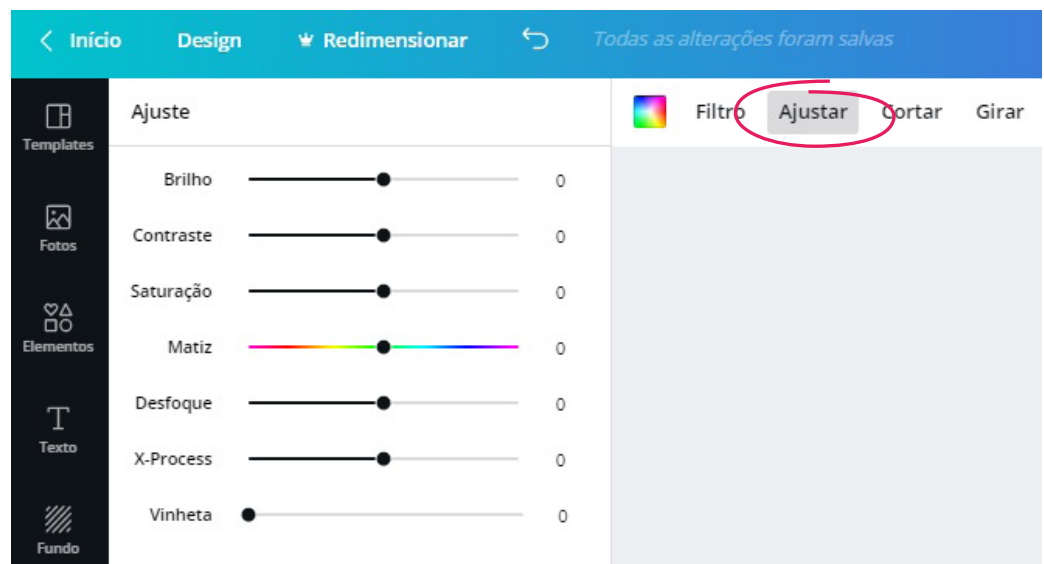 Início Design Redimensionar Todas as alterações foram salvas
Templates
Fotos
Elementos
Texto
Fundo
Ajuste
Brilho 0
Contraste 0
Saturação 0
Matiz 0
Desfoque 0
X-Process 0
Vinheta 0
Filtro Ajustar Cortar Girar